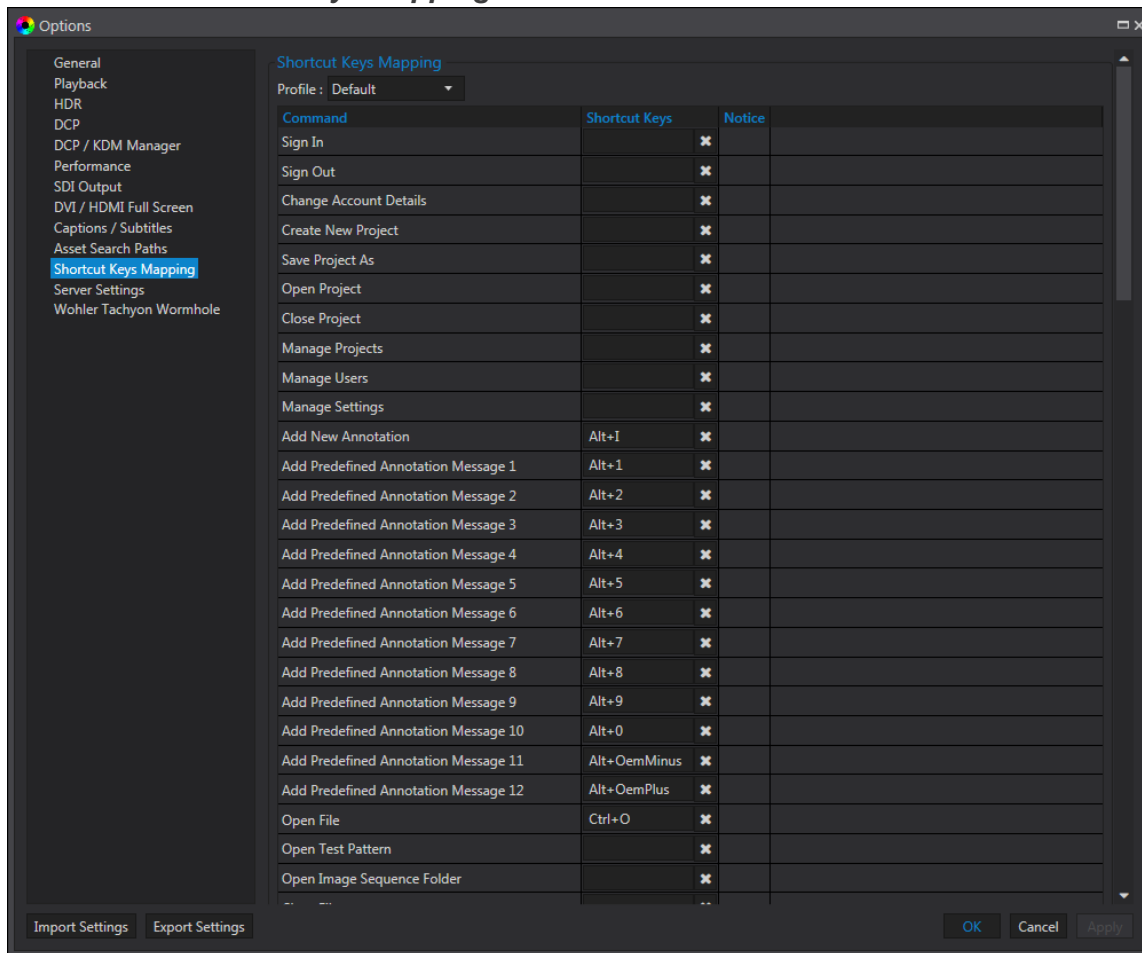 Options
General
Playback
HDR
DCP
DCP / KDM Manager
Performance
SDI Output
DVI / HDMI Full Screen
Captions / Subtitles
Asset Search Paths
Shortcut Keys Mapping
Server Settings
Wohler Tachyon Wormhole
Shortcut Keys Mapping
Profile : Default
Command Shortcut Keys Notice
Sign In
Sign Out
Change Account Details
Create New Project
Save Project As
Open Project
Close Project
Manage Projects
Manage Users
Manage Settings
Add New Annotation Alt+I
Add Predefined Annotation Message 1 Alt+1
Add Predefined Annotation Message 2 Alt+2
Add Predefined Annotation Message 3 Alt+3
Add Predefined Annotation Message 4 Alt+4
Add Predefined Annotation Message 5 Alt+5
Add Predefined Annotation Message 6 Alt+6
Add Predefined Annotation Message 7 Alt+7
Add Predefined Annotation Message 8 Alt+8
Add Predefined Annotation Message 9 Alt+9
Add Predefined Annotation Message 10 Alt+0
Add Predefined Annotation Message 11 Alt+OemMinus
Add Predefined Annotation Message 12 Alt+OemPlus
Open File Ctrl+O
Open Test Pattern
Open Image Sequence Folder
Import Settings Export Settings OK Cancel Apply